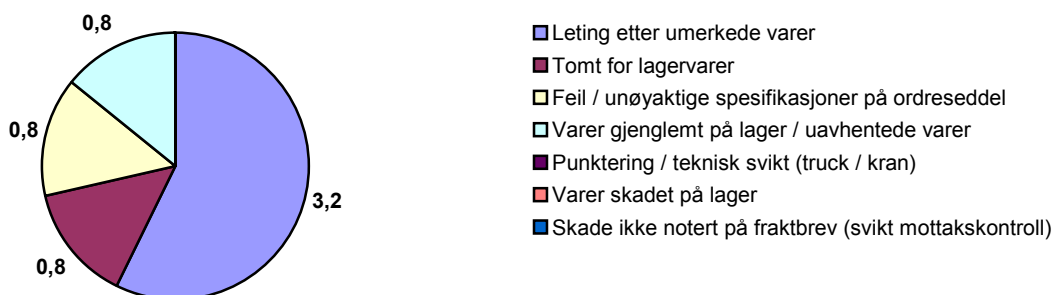 0,8
0,8
0,8
3,2
Leting etter umerkede varer
Tomt for lagervarer
Feil / unøyaktige spesifikasjoner på ordreseddel
Varer gjenglemt på lager / uavhentede varer
Punktering / teknisk svikt (truck / kran)
Varer skadet på lager
Skade ikke notert på fraktbrev (svikt mottakskontroll)